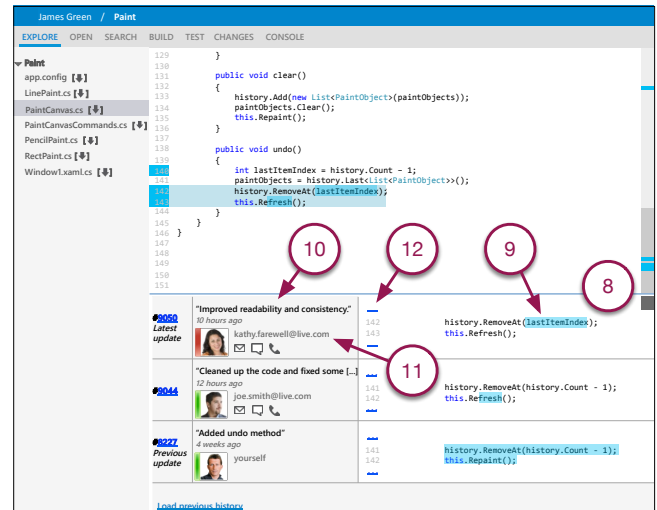 James Green / Paint
EXPLORE OPEN SEARCH BUILD TEST CHANGES CONSOLE
Paint
app.config [⬇]
LinePaint.cs [⬇]
PaintCanvas.cs [⬇]
PaintCanvasCommands.cs [⬇]
PencilPaint.cs [⬇]
RectPaint.cs [⬇]
Window1.xaml.cs [⬇]
129 }
130
131 public void clear()
132 {
133 history.Add(new List<PaintObject>(paintObjects));
134 paintObjects.Clear();
135 this.Repaint();
136 }
137
138 public void undo()
139 {
140 int lastItemIndex = history.Count - 1;
141 paintObjects = history.Last<List<PaintObject>>();
142 history.RemoveAt(lastItemIndex);
143 this.Refresh();
144 }
145 }
146 }
147
148
149
150
151
10
12
9
8
11
#9050
Latest
update
"Improved readability and consistency."
10 hours ago
kathy.farewell@live.com
...
142 history.RemoveAt(lastItemIndex);
143 this.Refresh();
...
#9044
"Cleaned up the code and fixed some [...]
12 hours ago
joe.smith@live.com
...
141 history.RemoveAt(history.Count - 1);
142 this.Refresh();
...
#8227
Previous
update
"Added undo method"
4 weeks ago
yourself
...
141 history.RemoveAt(history.Count - 1);
142 this.Repaint();
...
Load previous history